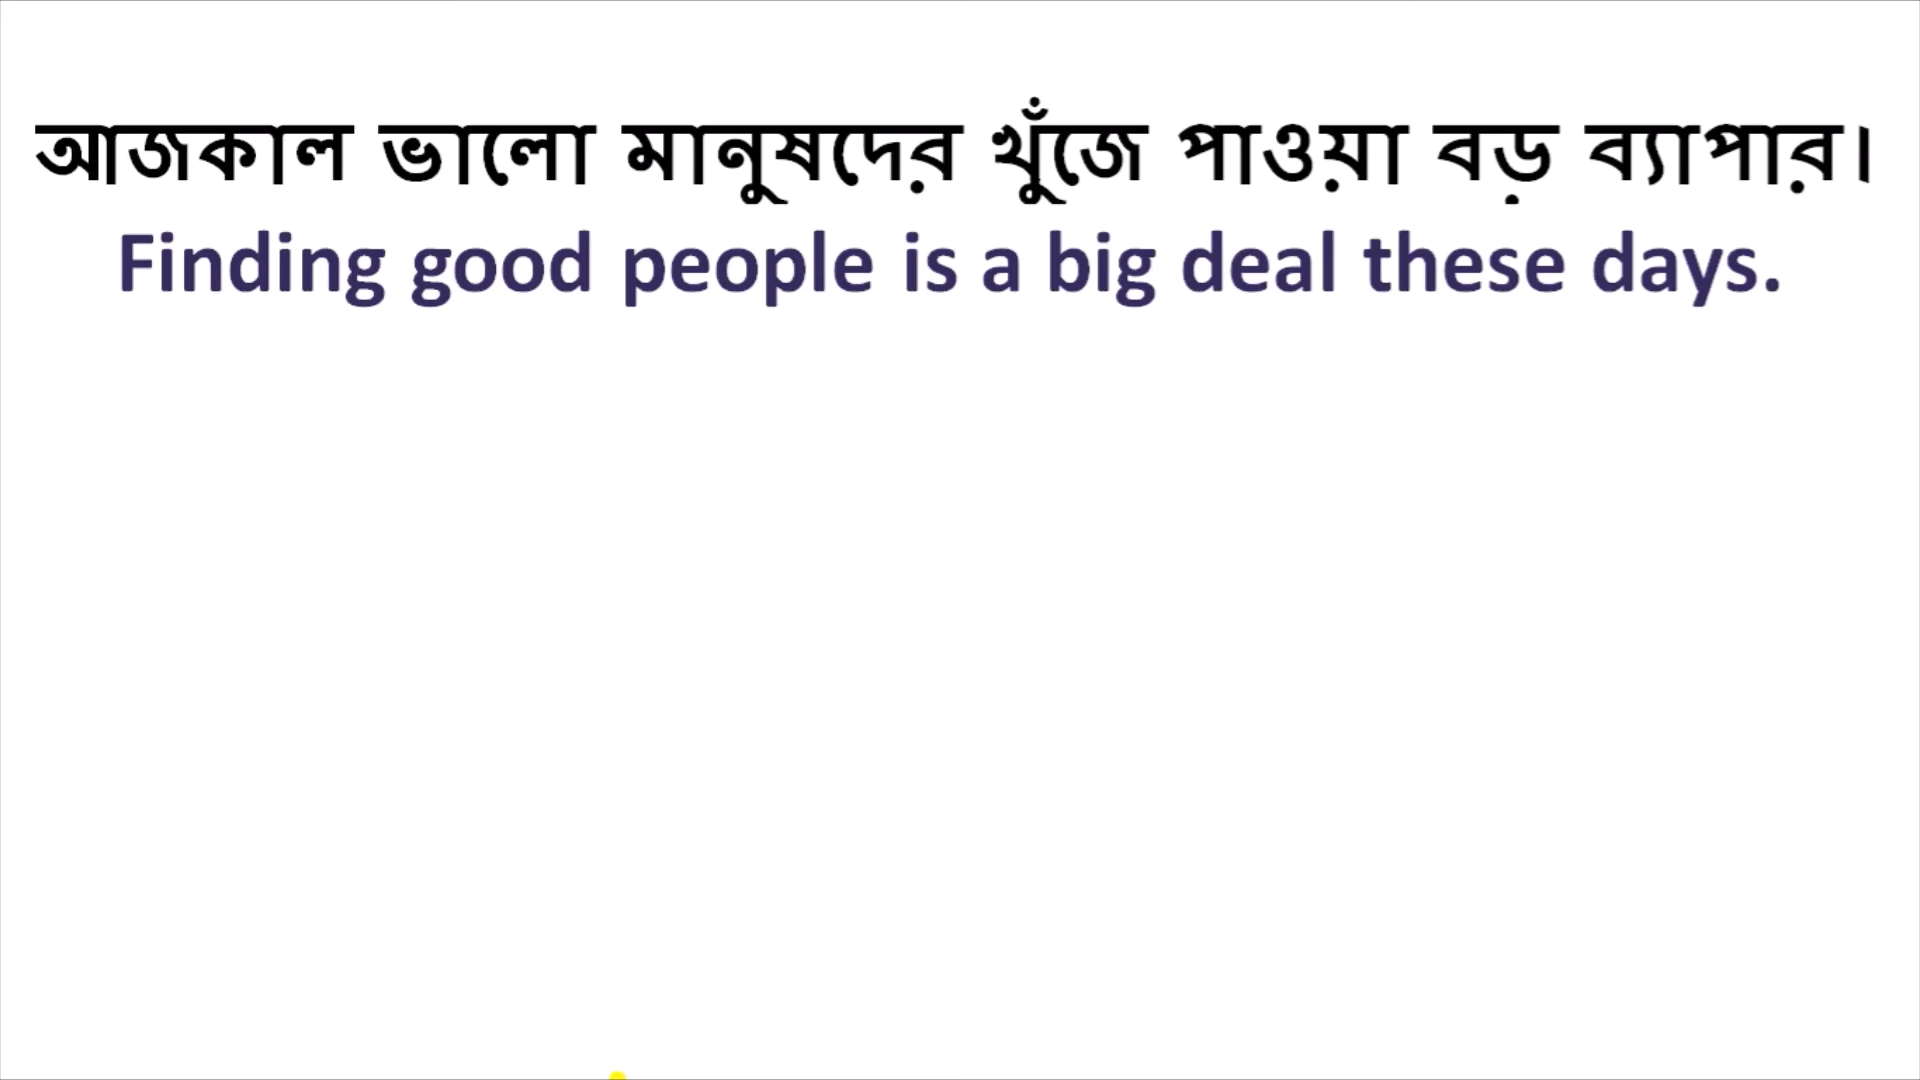 আজকাল ভালো মানুষদের খুঁজে পাওয়া বড় ব্যাপার।
Finding good people is a big deal these days.